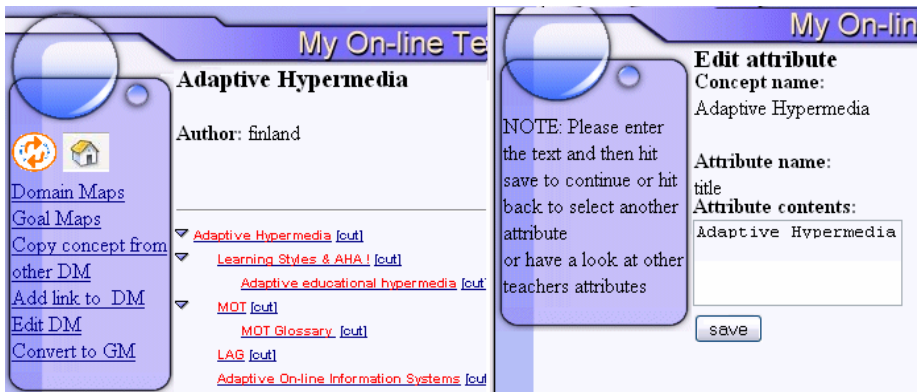 My On-line Te
Adaptive Hypermedia
Author: finland
Domain Maps
Goal Maps
Copy concept from
other DM
Add link to DM
Edit DM
Convert to GM
Adaptive Hypermedia [cut]
Learning Styles & AHA ! [cut]
Adaptive educational hypermedia [cut
MOT [cut]
MOT Glossary [cut]
LAG [cut]
Adaptive On-line Information Systems [cut
My On-lin
NOTE: Please enter
the text and then hit
save to continue or hit
back to select another
attribute
or have a look at other
teachers attributes
Edit attribute
Concept name:
Adaptive Hypermedia
Attribute name:
title
Attribute contents:
Adaptive Hypermedia
save